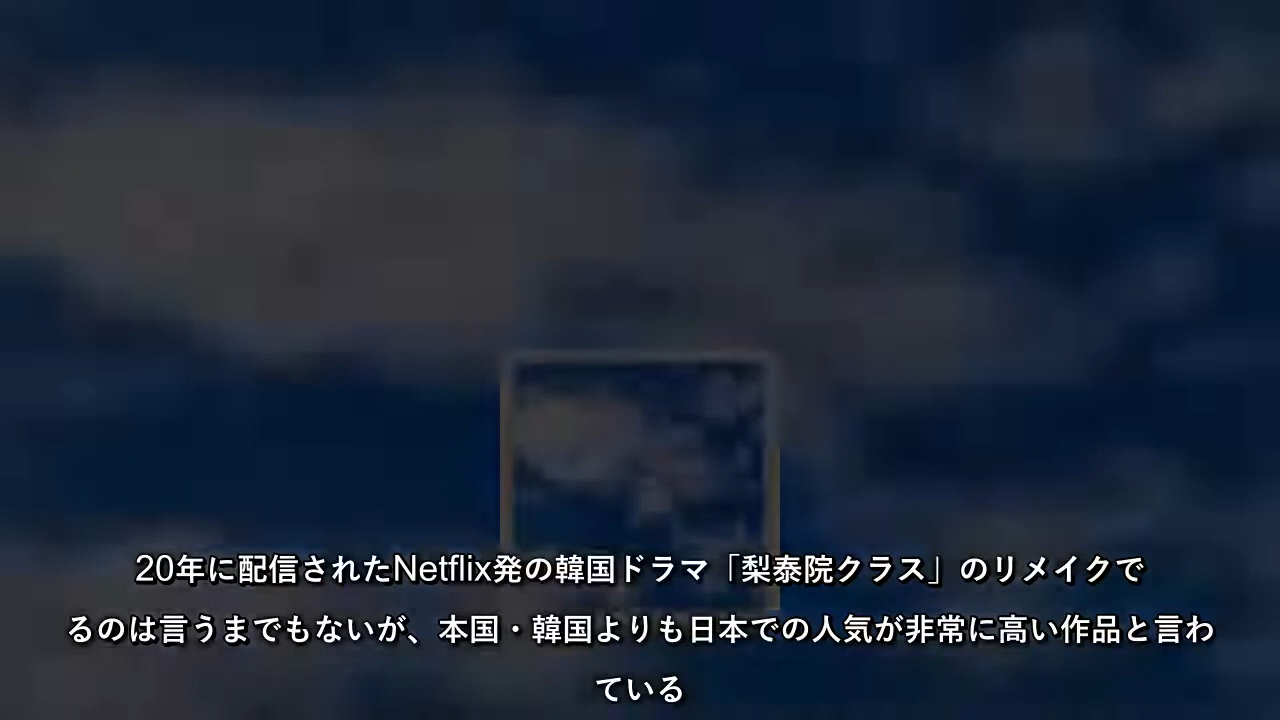 20年に配信されたNetflix発の韓国ドラマ「梨泰院クラス」のリメイクで
るのは言うまでもないが、本国・韓国よりも日本での人気が非常に高い作品と言わ
ている